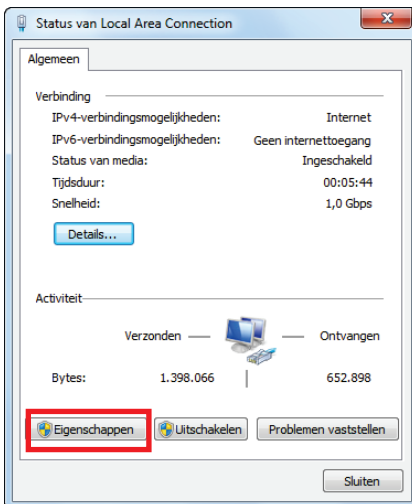 Status van Local Area Connection
Algemeen
Verbinding
IPv4-verbindingsmogelijkheden: Internet
IPv6-verbindingsmogelijkheden: Geen internettoegang
Status van media: Ingeschakeld
Tijdsduur: 00:05:44
Snelheid: 1,0 Gbps
Details...
Activiteit
Verzonden Ontvangen
Bytes: 1.398.066 652.898
Eigenschappen Uitschakelen Problemen vaststellen
Sluiten